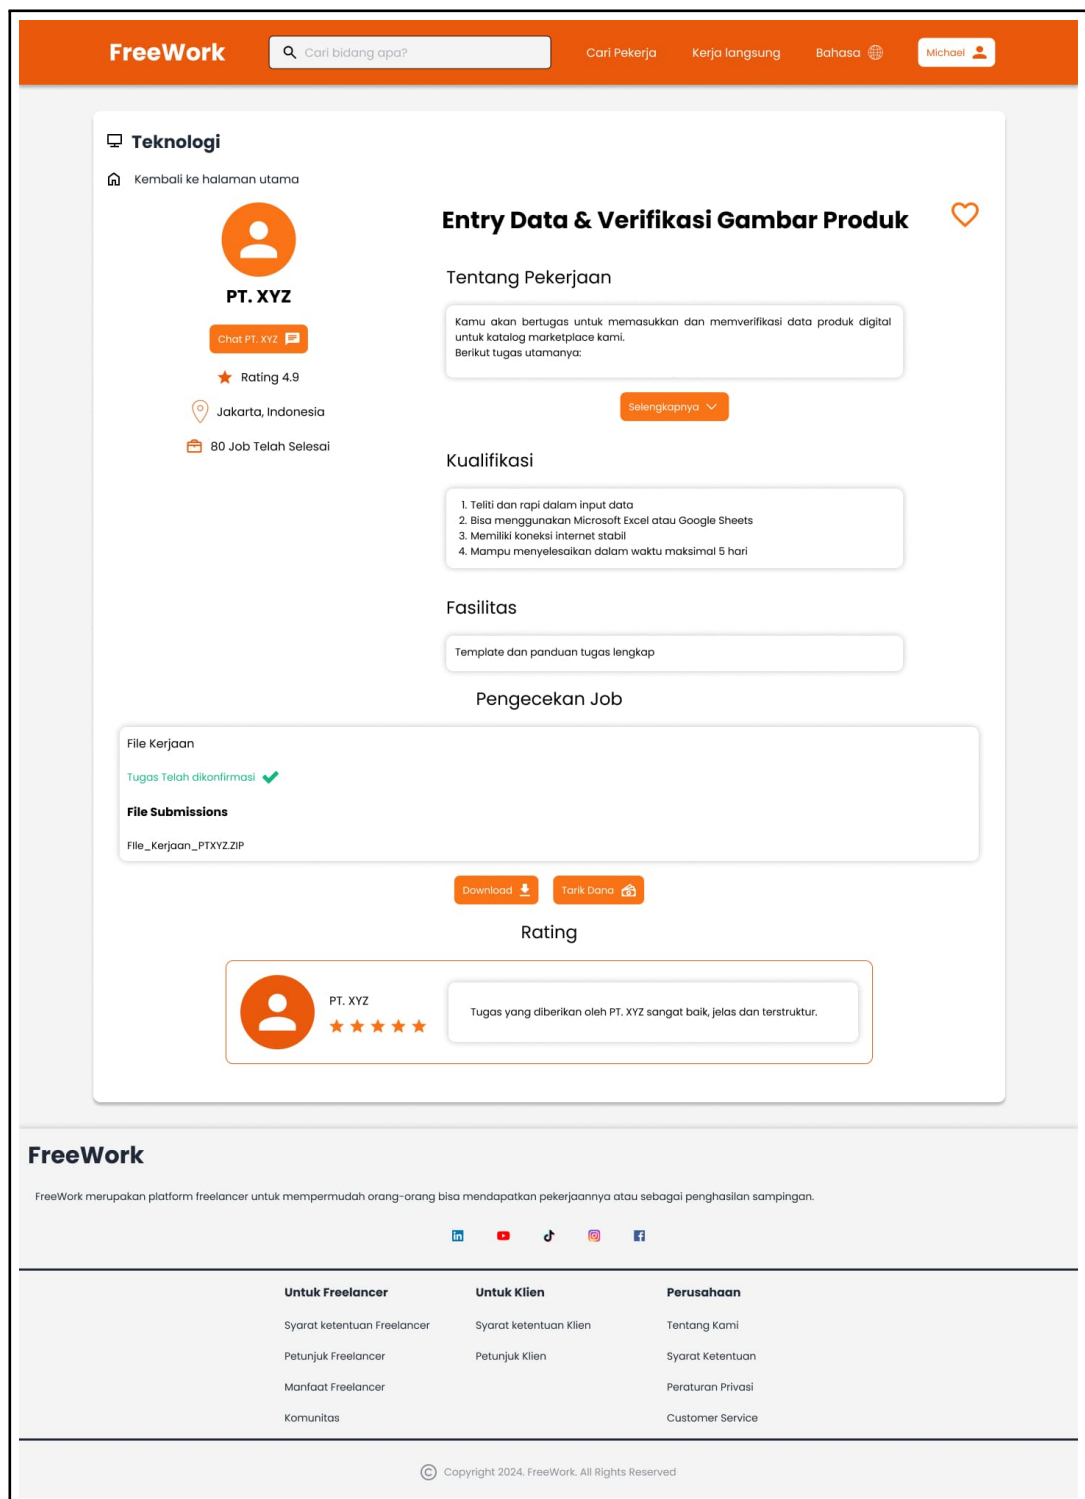 FreeWork
Cari bidang apa?
Cari Pekerja
Kerja langsung
Bahasa
Michael
Teknologi
Kembali ke halaman utama
PT. XYZ
Chat PT. XYZ
Rating 4.9
Jakarta, Indonesia
80 Job Telah Selesai
Entry Data & Verifikasi Gambar Produk
Tentang Pekerjaan
Kamu akan bertugas untuk memasukkan dan memverifikasi data produk digital
untuk katalog marketplace kami.
Berikut tugas utamanya:
Selengkapnya
Kualifikasi
1. Teliti dan rapi dalam input data
2. Bisa menggunakan Microsoft Excel atau Google Sheets
3. Memiliki koneksi internet stabil
4. Mampu menyelesaikan dalam waktu maksimal 5 hari
Fasilitas
Template dan panduan tugas lengkap
Pengecekan Job
File Kerjaan
Tugas Telah dikonfirmasi
File Submissions
FIle_Kerjaan_PTXYZ.ZIP
Download
Tarik Dana
Rating
PT. XYZ
Tugas yang diberikan oleh PT. XYZ sangat baik, jelas dan terstruktur.
FreeWork
FreeWork merupakan platform freelancer untuk mempermudah orang-orang bisa mendapatkan pekerjaannya atau sebagai penghasilan sampingan.
Untuk Freelancer
Syarat ketentuan Freelancer
Petunjuk Freelancer
Manfaat Freelancer
Komunitas
Untuk Klien
Syarat ketentuan Klien
Petunjuk Klien
Perusahaan
Tentang Kami
Syarat Ketentuan
Peraturan Privasi
Customer Service
© Copyright 2024. FreeWork. All Rights Reserved